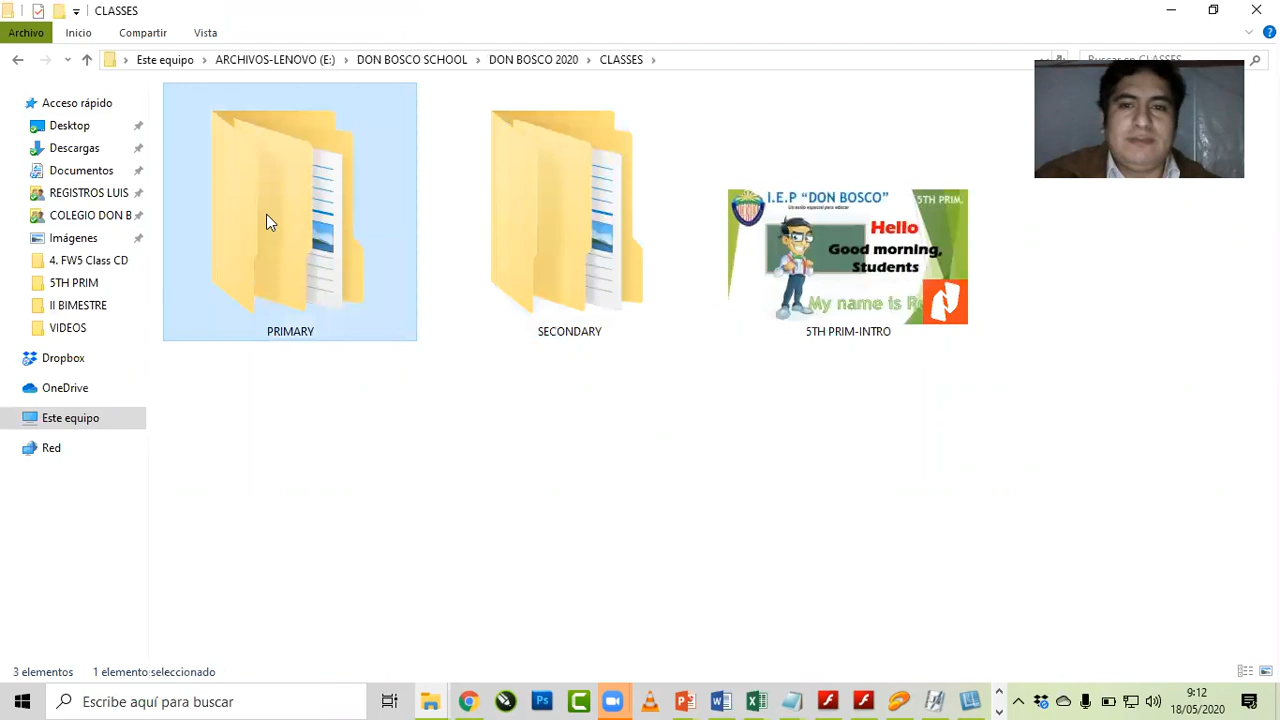 CLASSES
Archivo
Inicio
Compartir
Vista
Este equipo
ARCHIVOS-LENOVO (E:)
DON BOSCO SCHOOL
DON BOSCO 2020
CLASSES
Buscar en CLASSES
Acceso rápido
Desktop
Descargas
Documentos
REGISTROS LUIS
COLEGIO DON B
Imágenes
4. FW5 Class CD
5TH PRIM
II BIMESTRE
VIDEOS
Dropbox
OneDrive
Este equipo
Red
PRIMARY
SECONDARY
I.E.P "DON BOSCO"
5TH PRIM.
Hello
Good morning,
Students
My name is
5TH PRIM-INTRO
3 elementos
1 elemento seleccionado
Escribe aquí para buscar
9:12
18/05/2020